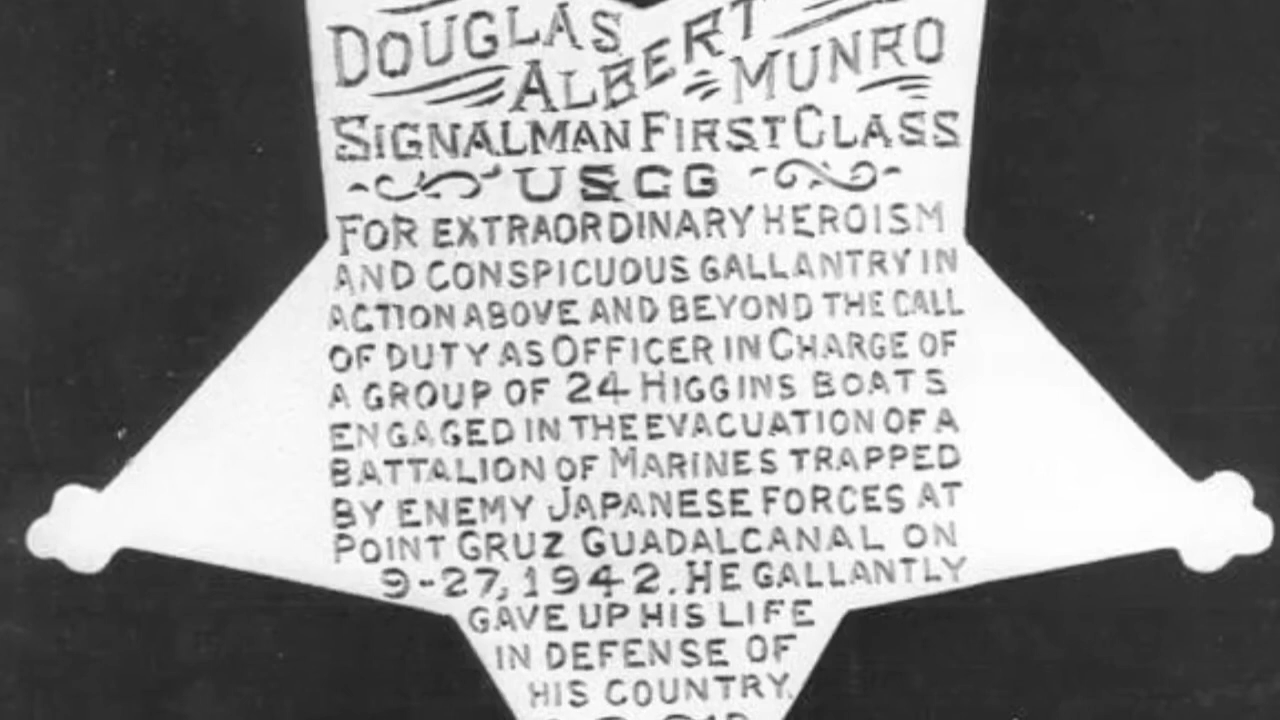 DOUGLAS
ALBERT
MUNRO
SIGNALMAN FIRST CLASS
USCG
FOR EXTRAORDINARY HEROISM
AND CONSPICUOUS GALLANTRY IN
ACTION ABOVE AND BEYOND THE CALL
OF DUTY AS OFFICER IN CHARGE OF
A GROUP OF 24 HIGGINS BOATS
ENGAGED IN THE EVACUATION OF A
BATTALION OF MARINES TRAPPED
BY ENEMY JAPANESE FORCES AT
POINT CRUZ GUADALCANAL ON
9-27, 1942. HE GALLANTLY
GAVE UP HIS LIFE
IN DEFENSE OF
HIS COUNTRY.